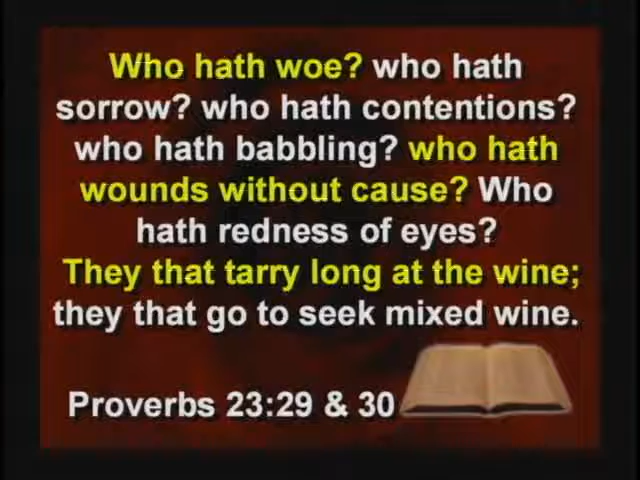 Who hath woe? who hath
sorrow? who hath contentions?
who hath babbling? who hath
wounds without cause? Who
hath redness of eyes?
They that tarry long at the wine;
they that go to seek mixed wine.
Proverbs 23:29 & 30